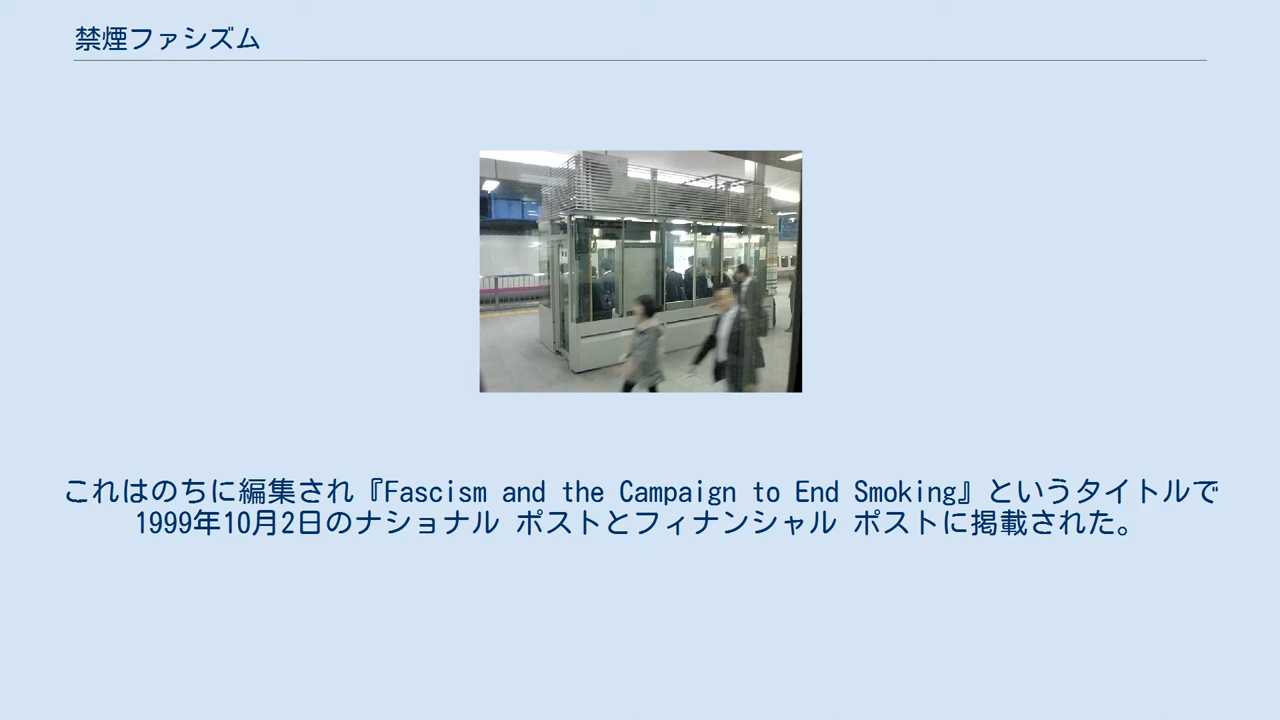 禁煙ファシズム
これはのちに編集され『Fascism and the Campaign to End Smoking』というタイトルで
1999年10月2日のナショナル ポストとフィナンシャル ポストに掲載された。